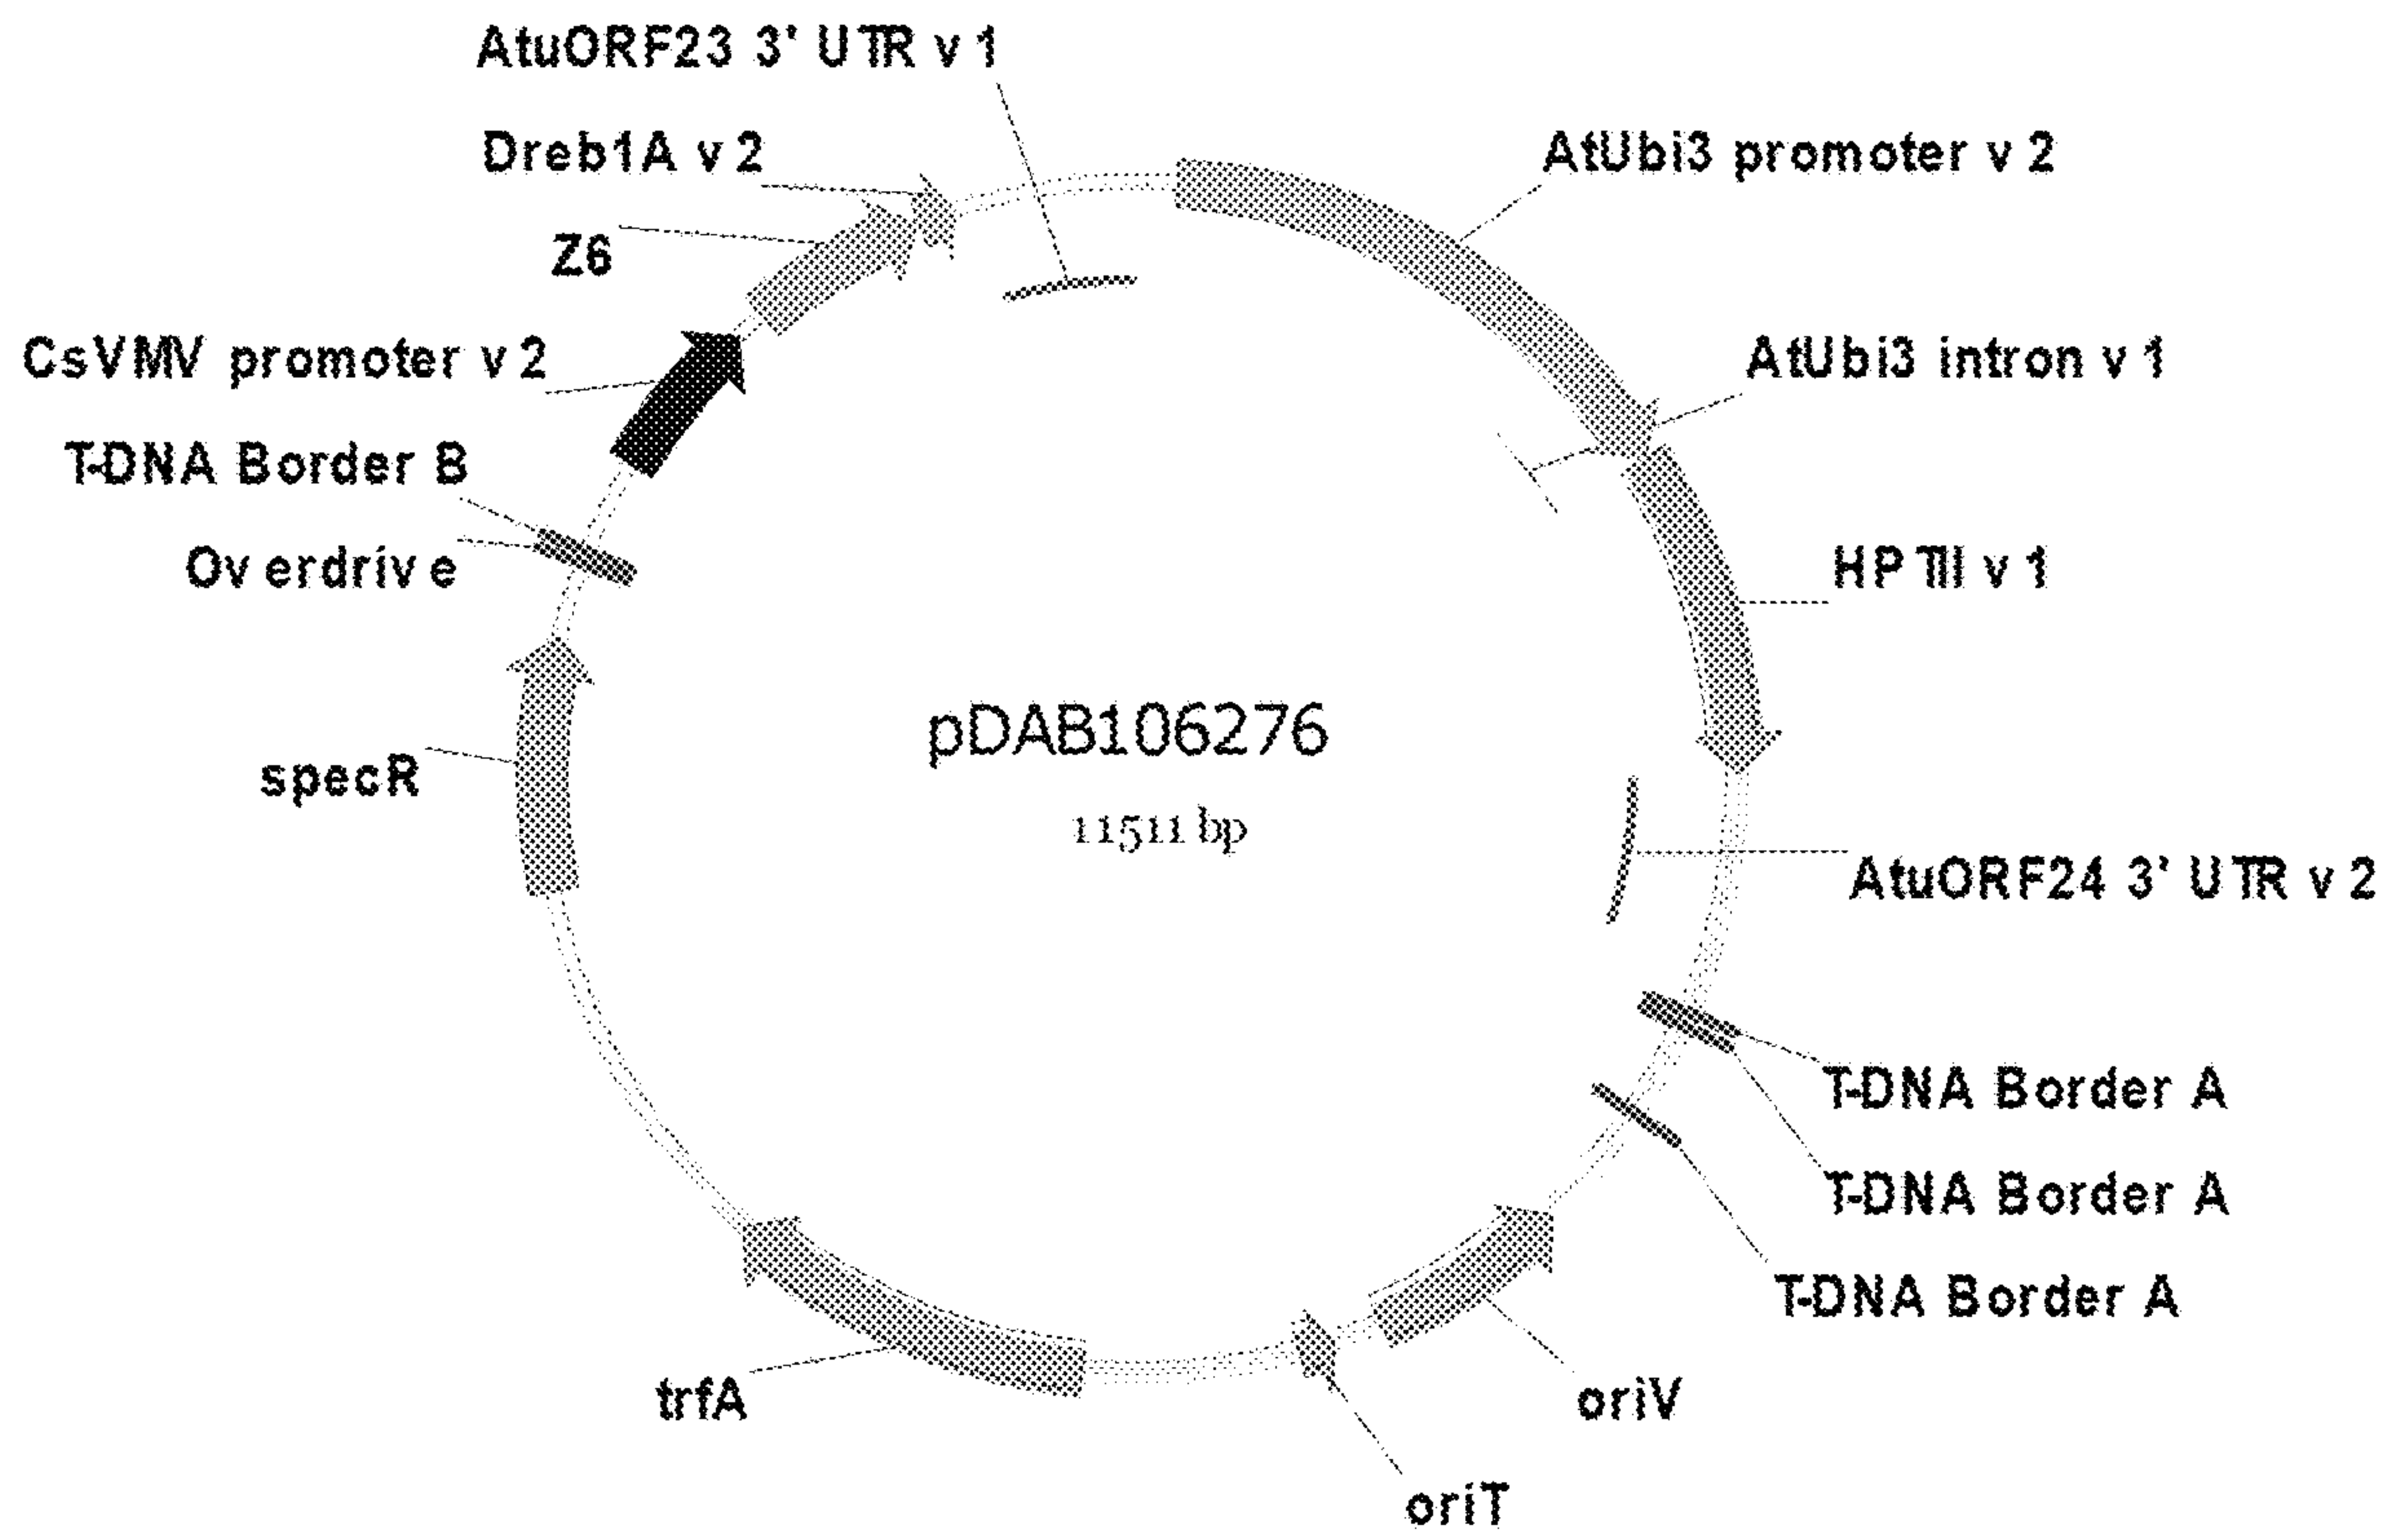 AtuORF23 3' UTR v 1
Dreb1A v 2
AtUbi3 promoter v 2
Z6
CsVMV promoter v 2
AtUbi3 intron v 1
T-DNA Border B
Overdrive
HPTII v 1
pDAB106276
specR
11511 bp
AtuORF24 3' UTR v 2
T-DNA Border A
T-DNA Border A
T-DNA Border A
trfA
oriV
oriT